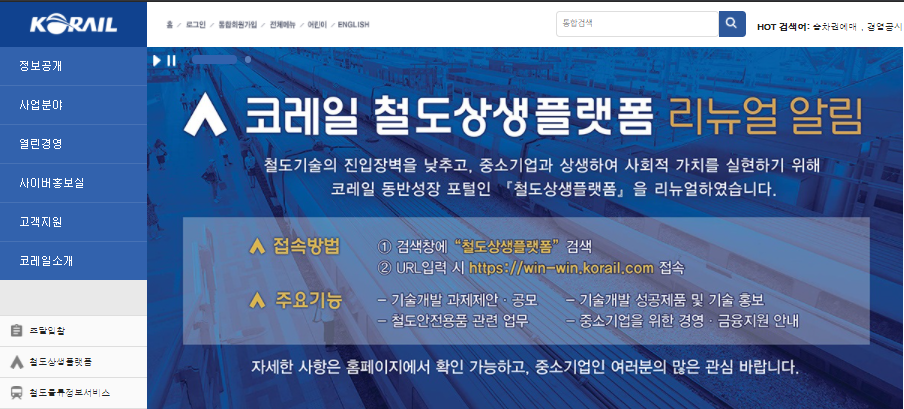 KORAIL
홈 / 로그인 / 통합회원가입 / 전체메뉴 / 어린이 / ENGLISH
통합검색
HOT 검색어: 승차권예매 , 경영공시
정보공개
사업분야
열린경영
사이버홍보실
고객지원
코레일소개
조달입찰
철도상생플랫폼
철도물류정보서비스
코레일 철도상생플랫폼 리뉴얼 알림
철도기술의 진입장벽을 낮추고, 중소기업과 상생하여 사회적 가치를 실현하기 위해
코레일 동반성장 포털인 『철도상생플랫폼』을 리뉴얼하였습니다.
접속방법
① 검색창에 “철도상생플랫폼” 검색
② URL입력 시 https://win-win.korail.com 접속
주요기능
- 기술개발 과제제안 · 공모 - 기술개발 성공제품 및 기술 홍보
- 철도안전용품 관련 업무 - 중소기업을 위한 경영 · 금융지원 안내
자세한 사항은 홈페이지에서 확인 가능하고, 중소기업인 여러분의 많은 관심 바랍니다.